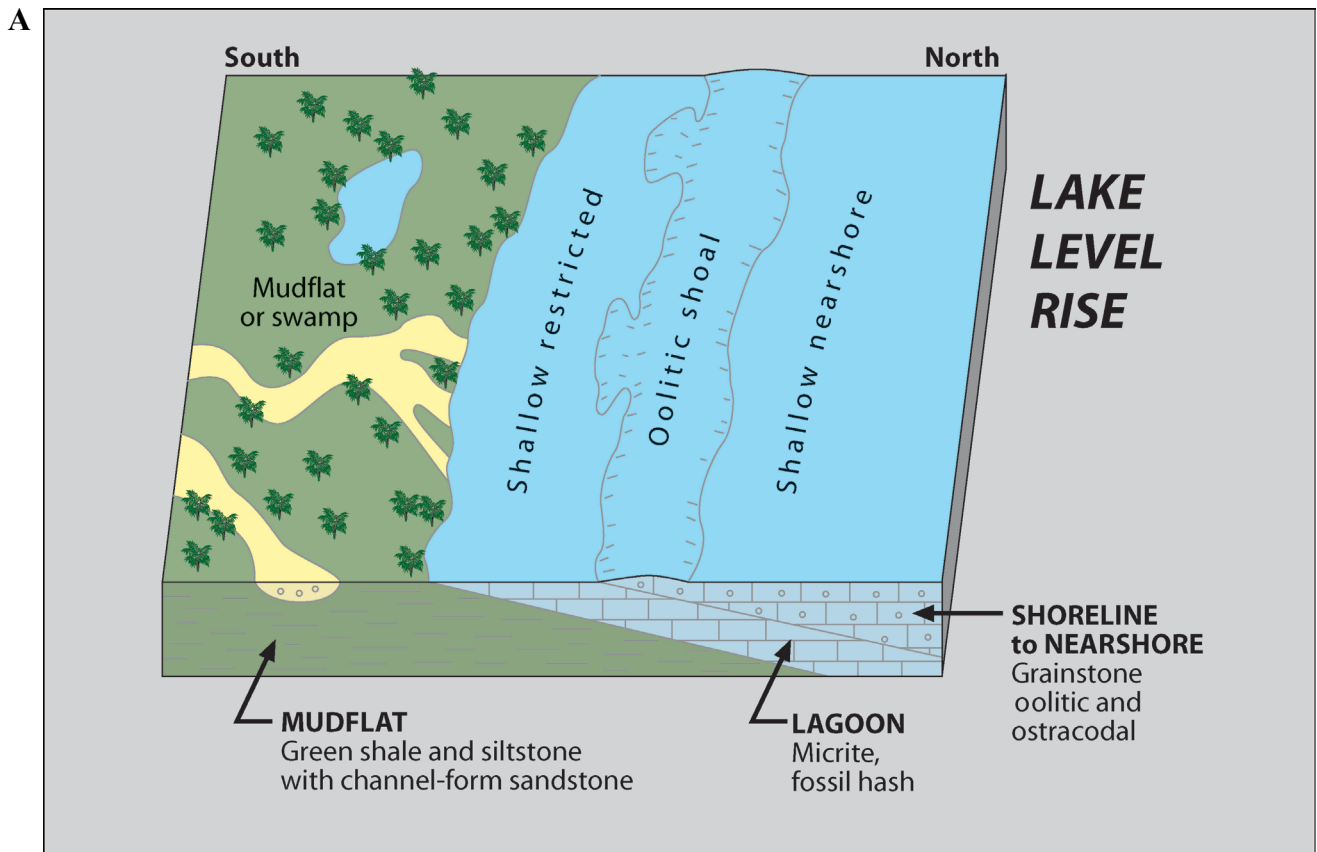 A
South
North
LAKE
LEVEL
RISE
Mudflat
or swamp
Shallow restricted
Oolitic shoal
Shallow nearshore
SHORELINE
to NEARSHORE
Grainstone
oolitic and
ostracodal
MUDFLAT
Green shale and siltstone
with channel-form sandstone
LAGOON
Micrite,
fossil hash